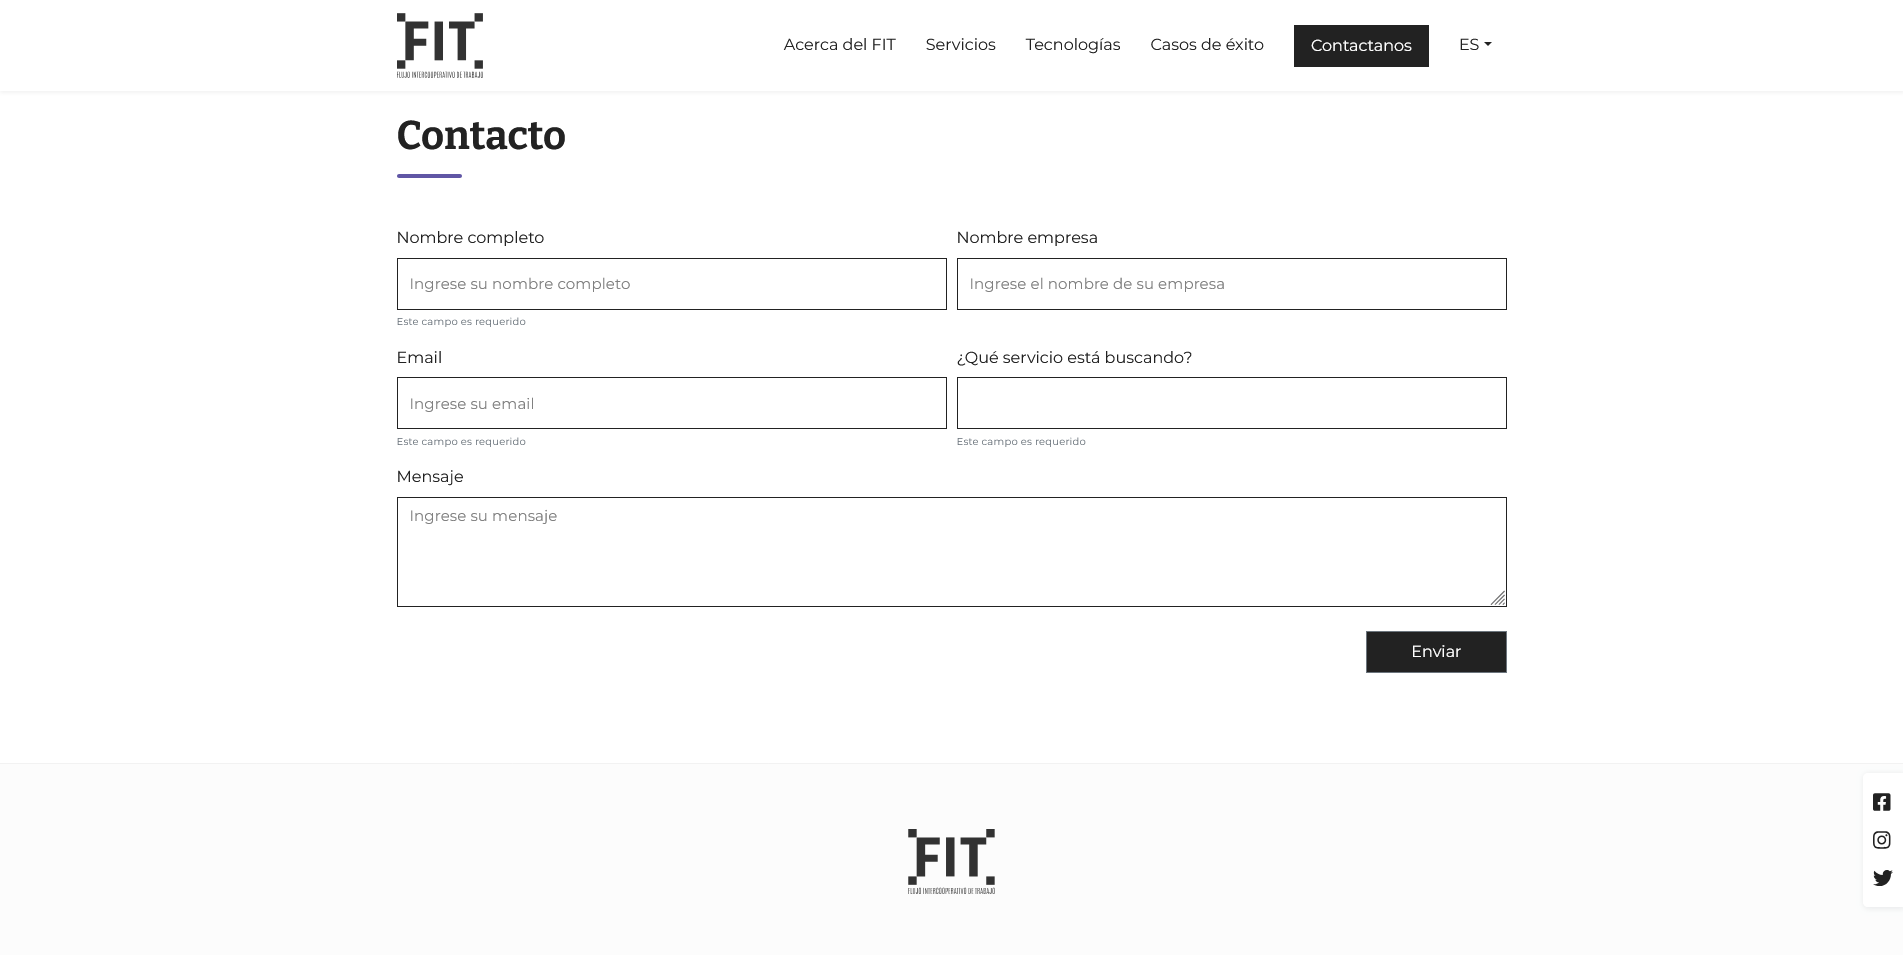 FIT.
FLUJO INTERCOOPERATIVO DE TRABAJO
Acerca del FIT Servicios Tecnologías Casos de éxito Contactanos ES
Contacto
Nombre completo Nombre empresa
Ingrese su nombre completo Ingrese el nombre de su empresa
Este campo es requerido
Email ¿Qué servicio está buscando?
Ingrese su email
Este campo es requerido Este campo es requerido
Mensaje
Ingrese su mensaje
Enviar
FIT.
FLUJO INTERCOOPERATIVO DE TRABAJO